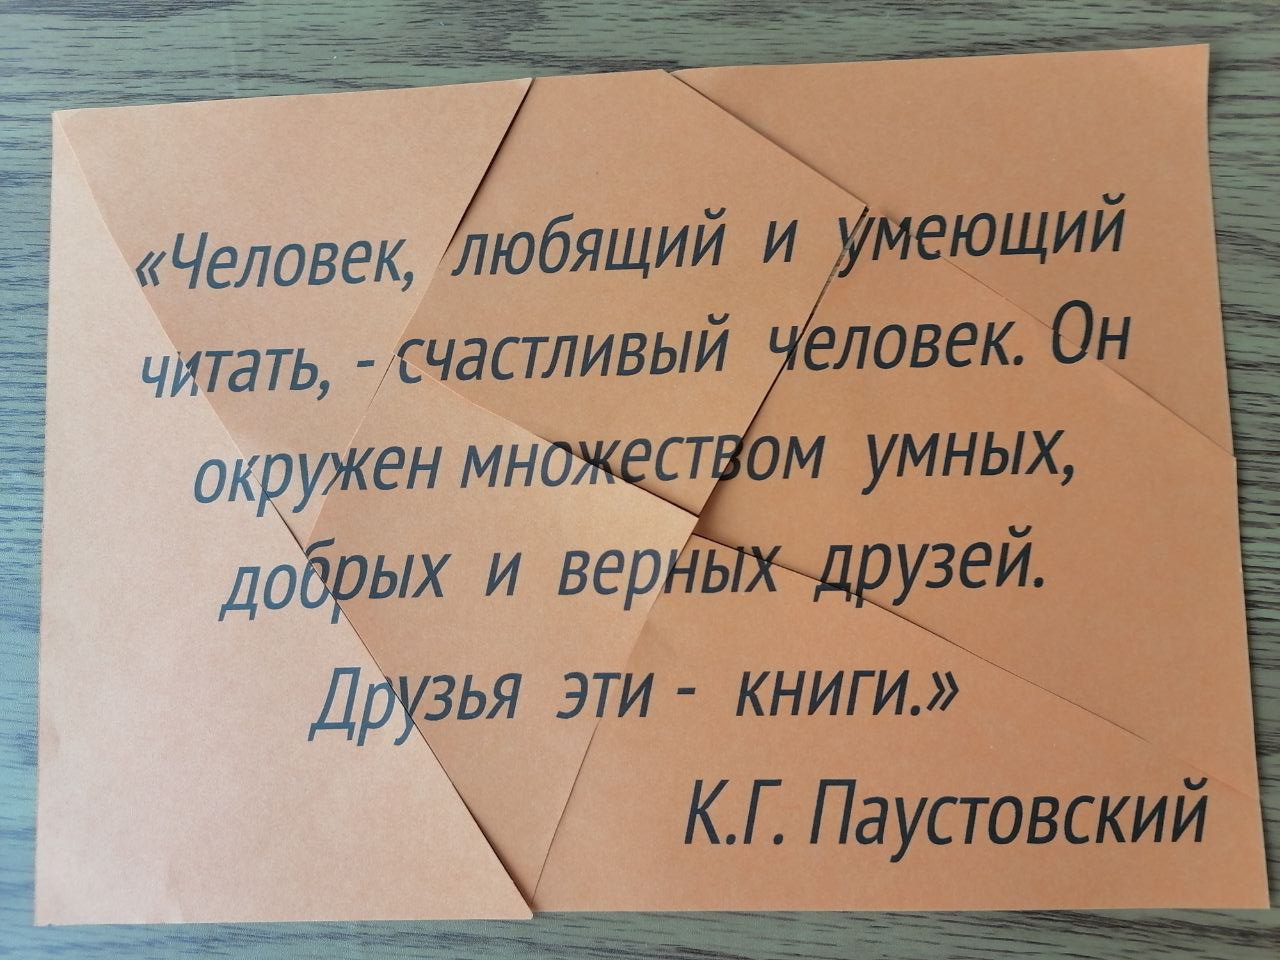 «Человек, любящий и умеющий
читать, - счастливый человек. Он
окружен множеством умных,
добрых и верных друзей.
Друзья эти - книги.»
К.Г. Паустовский